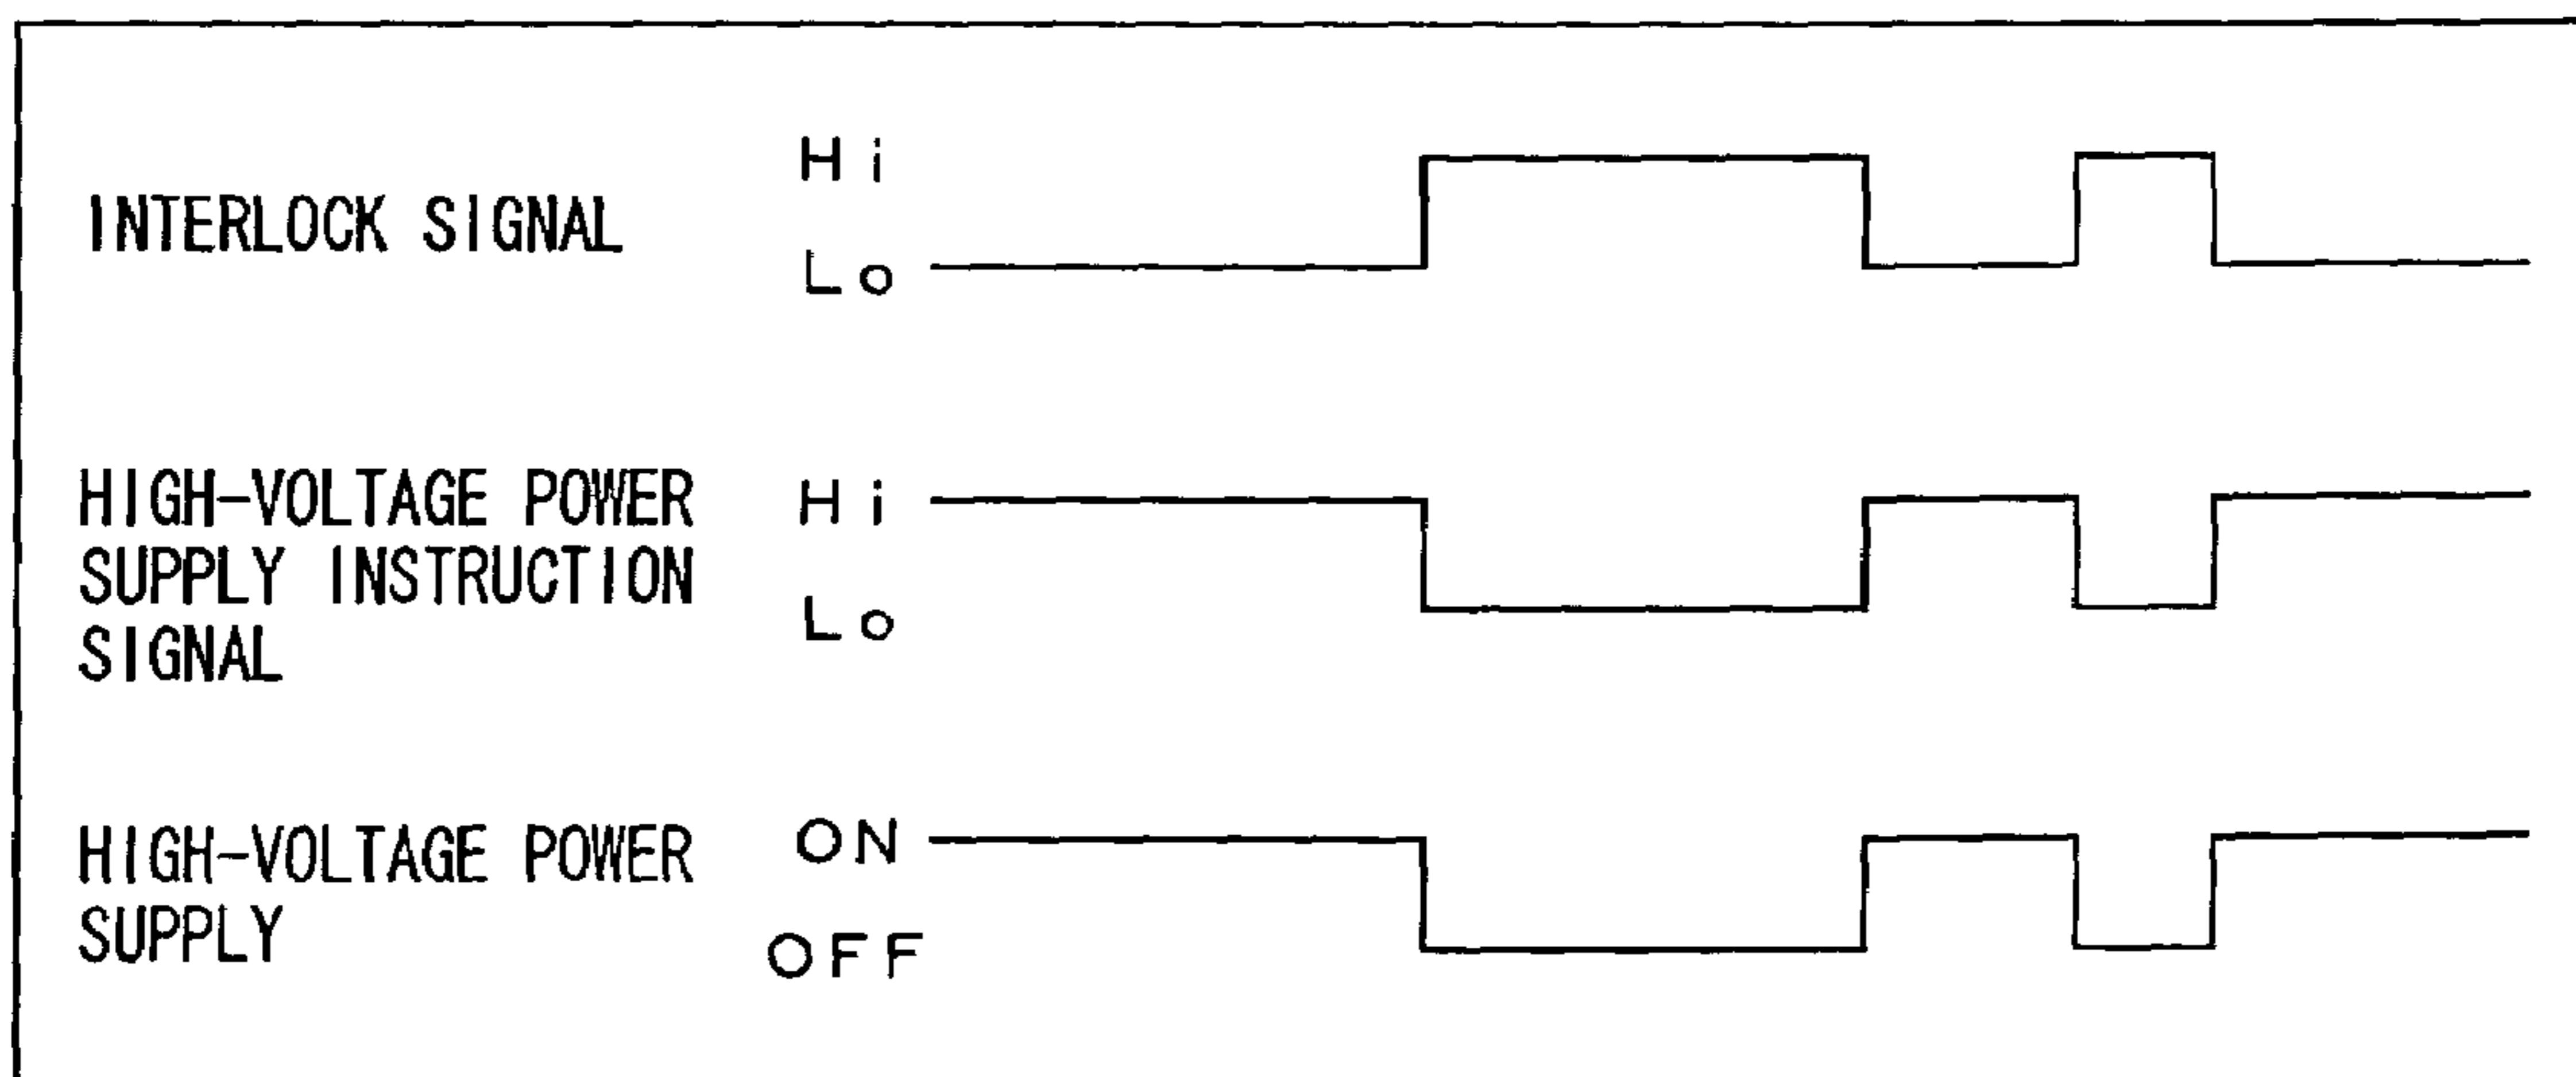 INTERLOCK SIGNAL
Hi
Lo
HIGH-VOLTAGE POWER
SUPPLY INSTRUCTION
SIGNAL
Hi
Lo
HIGH-VOLTAGE POWER
SUPPLY
ON
OFF